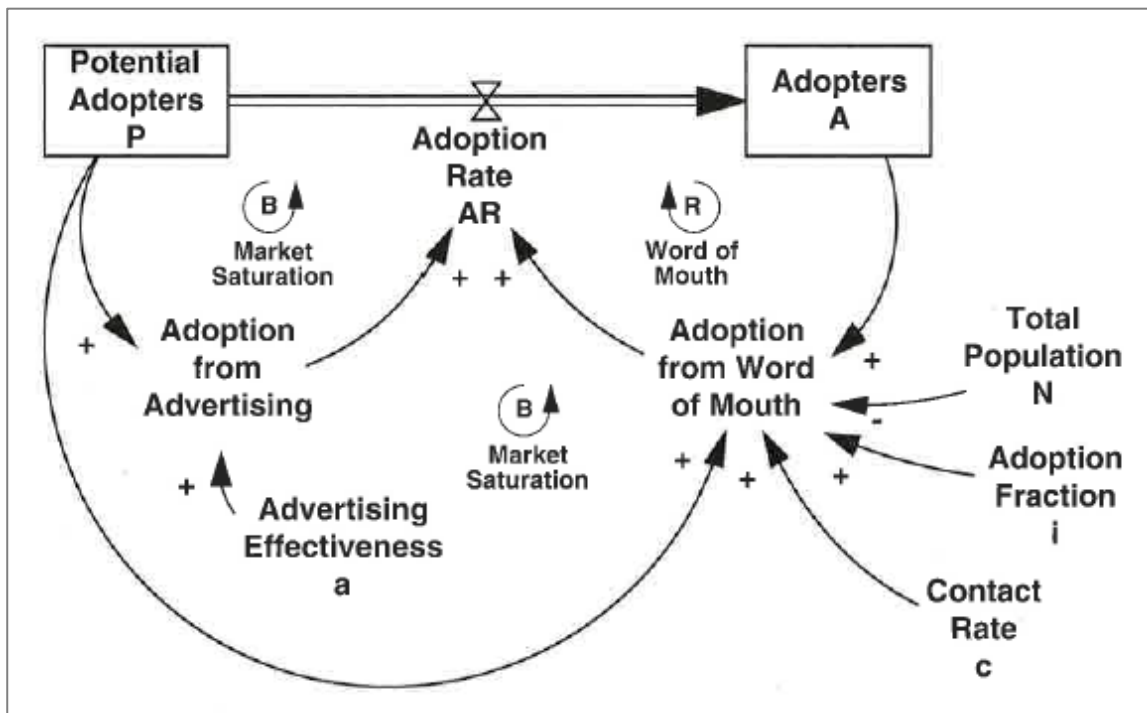 Potential
Adopters
P
Adopters
A
Adoption
Rate
AR
B
Market
Saturation
R
Word of
Mouth
+
+
+
Adoption
from
Advertising
Adoption
from Word
of Mouth
+
Total
Population
N
-
B
Market
Saturation
+
Advertising
Effectiveness
a
+
+
+
Adoption
Fraction
i
Contact
Rate
c